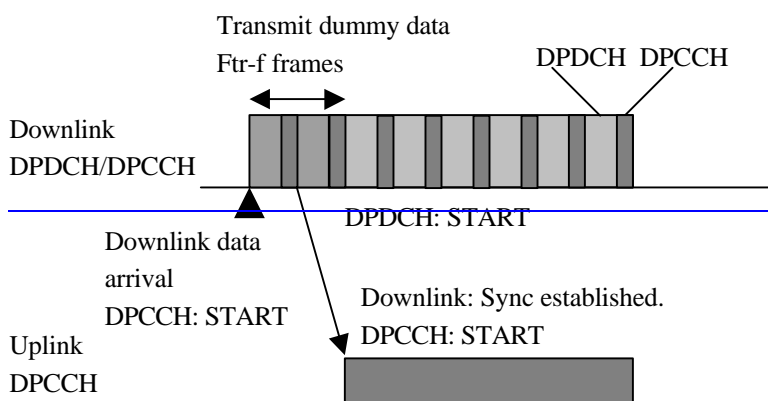 Transmit dummy data
Ftr-f frames
DPDCH DPCCH
Downlink
DPDCH/DPCCH
DPDCH: START
Downlink data
arrival
DPCCH: START
Downlink: Sync established.
DPCCH: START
Uplink
DPCCH